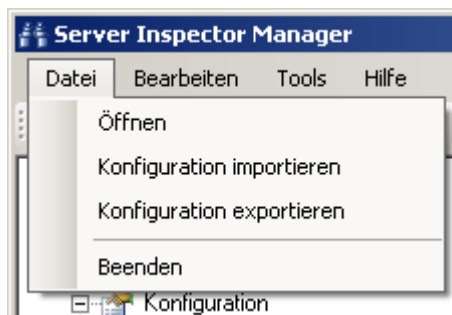 Server Inspector Manager
Datei Bearbeiten Tools Hilfe
Öffnen
Konfiguration importieren
Konfiguration exportieren
Beenden
Konfiguration